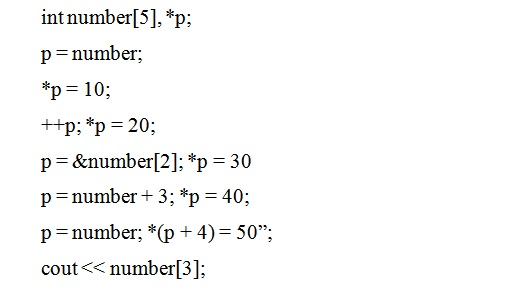 int number[5], *p;
p = number;
*p = 10;
++p; *p = 20;
p = &number[2]; *p = 30
p = number + 3; *p = 40;
p = number; *(p + 4) = 50”;
cout << number[3];